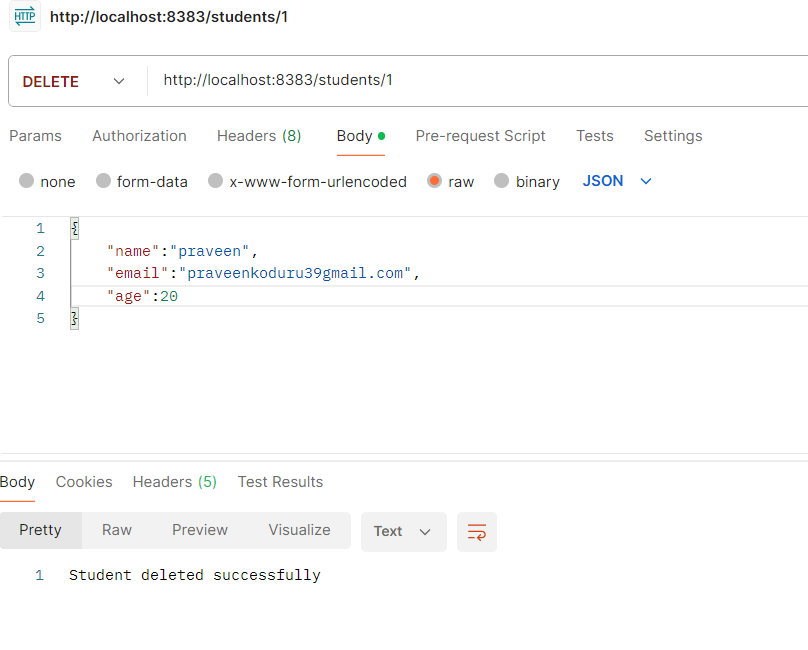 HTTP http://localhost:8383/students/1
DELETE http://localhost:8383/students/1
Params Authorization Headers (8) Body Pre-request Script Tests Settings
none form-data x-www-form-urlencoded raw binary JSON
1 {
2 "name":"praveen",
3 "email":"praveenkoduru39gmail.com",
4 "age":20
5 }
Body Cookies Headers (5) Test Results
Pretty Raw Preview Visualize Text
1 Student deleted successfully